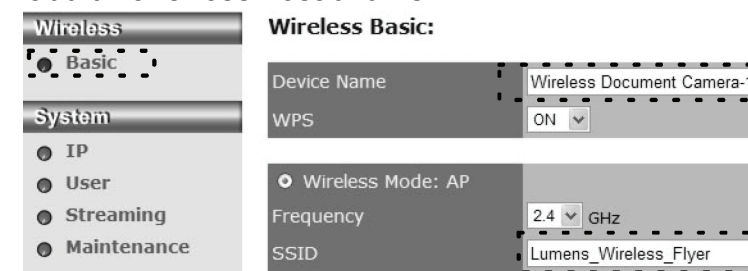 Wireless
Basic
System
IP
User
Streaming
Maintenance
Wireless Basic:
Device Name Wireless Document Camera-1
WPS ON
Wireless Mode: AP
Frequency 2.4 GHz
SSID Lumens_Wireless_Flyer